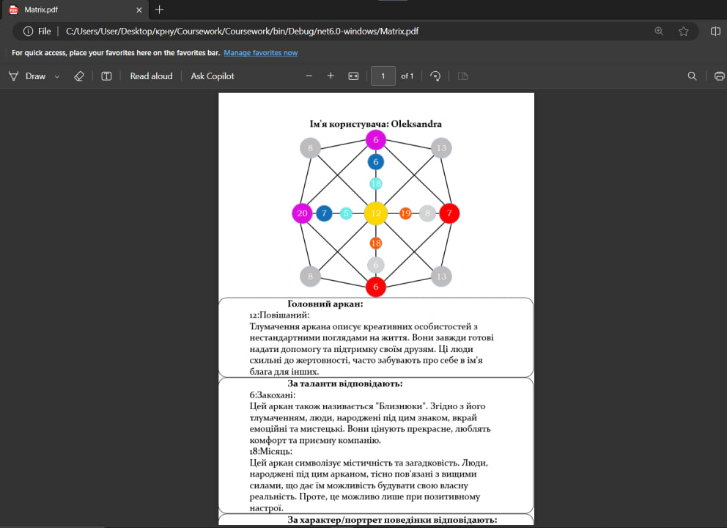 Matrix.pdf
File
C:/Users/User/Desktop/крну/Coursework/Coursework/bin/Debug/net6.0-windows/Matrix.pdf
For quick access, place your favorites here on the favorites bar. Manage favorites now
Draw
Read aloud
Ask Copilot
1 of 1
Ім'я користувача: Oleksandra
6
8 13
6
20 7 12 19 8 7
18
6
8 13
6
Головний аркан:
12:Повішаний:
Тлумачення аркана описує креативних особистостей з
нестандартними поглядами на життя. Вони завжди готові
надати допомогу та підтримку своїм друзям. Ці люди
схильні до жертовності, часто забувають про себе в ім'я
блага для інших.
За таланти відповідають:
6:Закохані:
Цей аркан також називається "Близнюки". Згідно з його
тлумаченням, люди, народжені під цим знаком, вкрай
емоційні та мистецькі. Вони цінують прекрасне, люблять
комфорт та приємну компанію.
18:Місяць:
Цей аркан символізує містичність та загадковість. Люди,
народжені під цим арканом, тісно пов'язані з вищими
силами, що дає їм можливість будувати свою власну
реальність. Проте, це можливо лише при позитивному
настрої.
За характер/портрет поведінки відповідають: